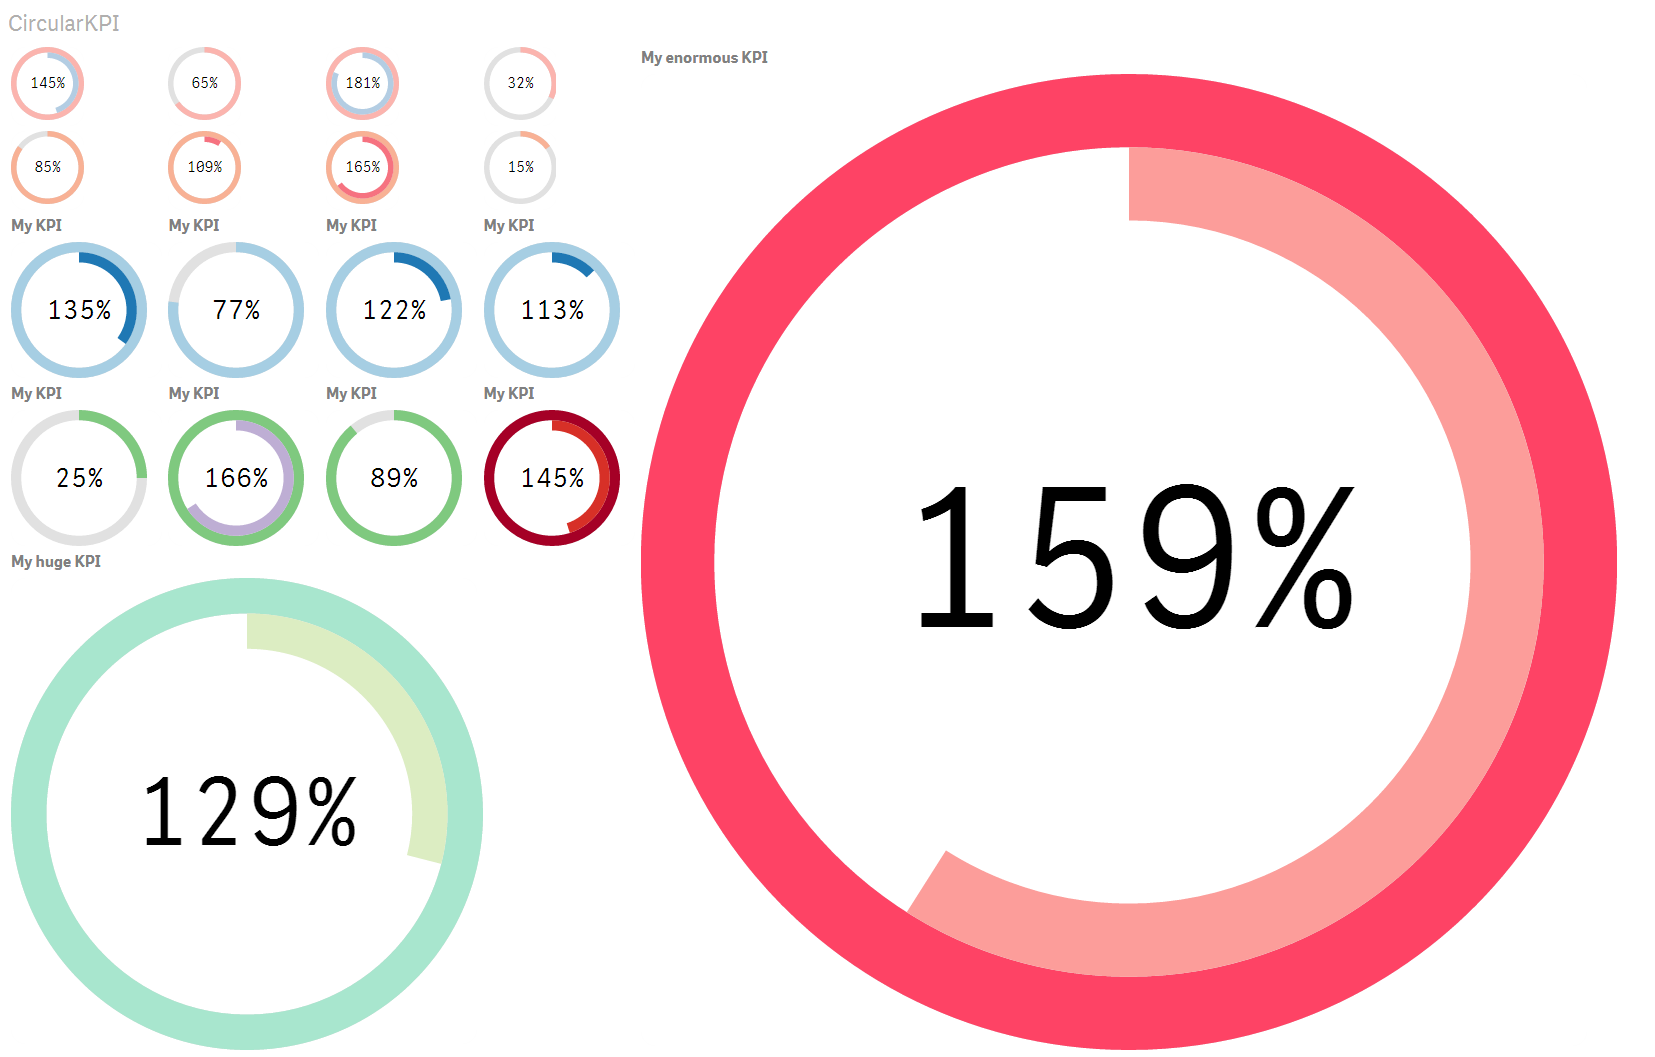 CircularKPI
145% 65% 181% 32%
85% 109% 165% 15%
My KPI My KPI My KPI My KPI
135% 77% 122% 113%
My KPI My KPI My KPI My KPI
25% 166% 89% 145%
My huge KPI
129%
My enormous KPI
159%